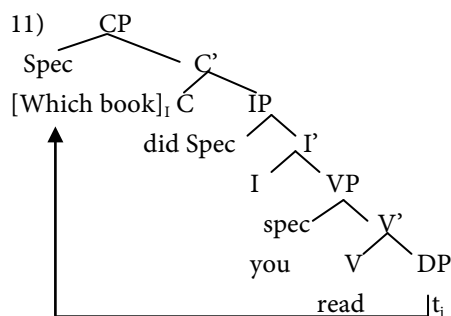 11) CP
Spec C’
[Which book]I C IP
did Spec I’
I VP
spec V’
you V DP
read ti